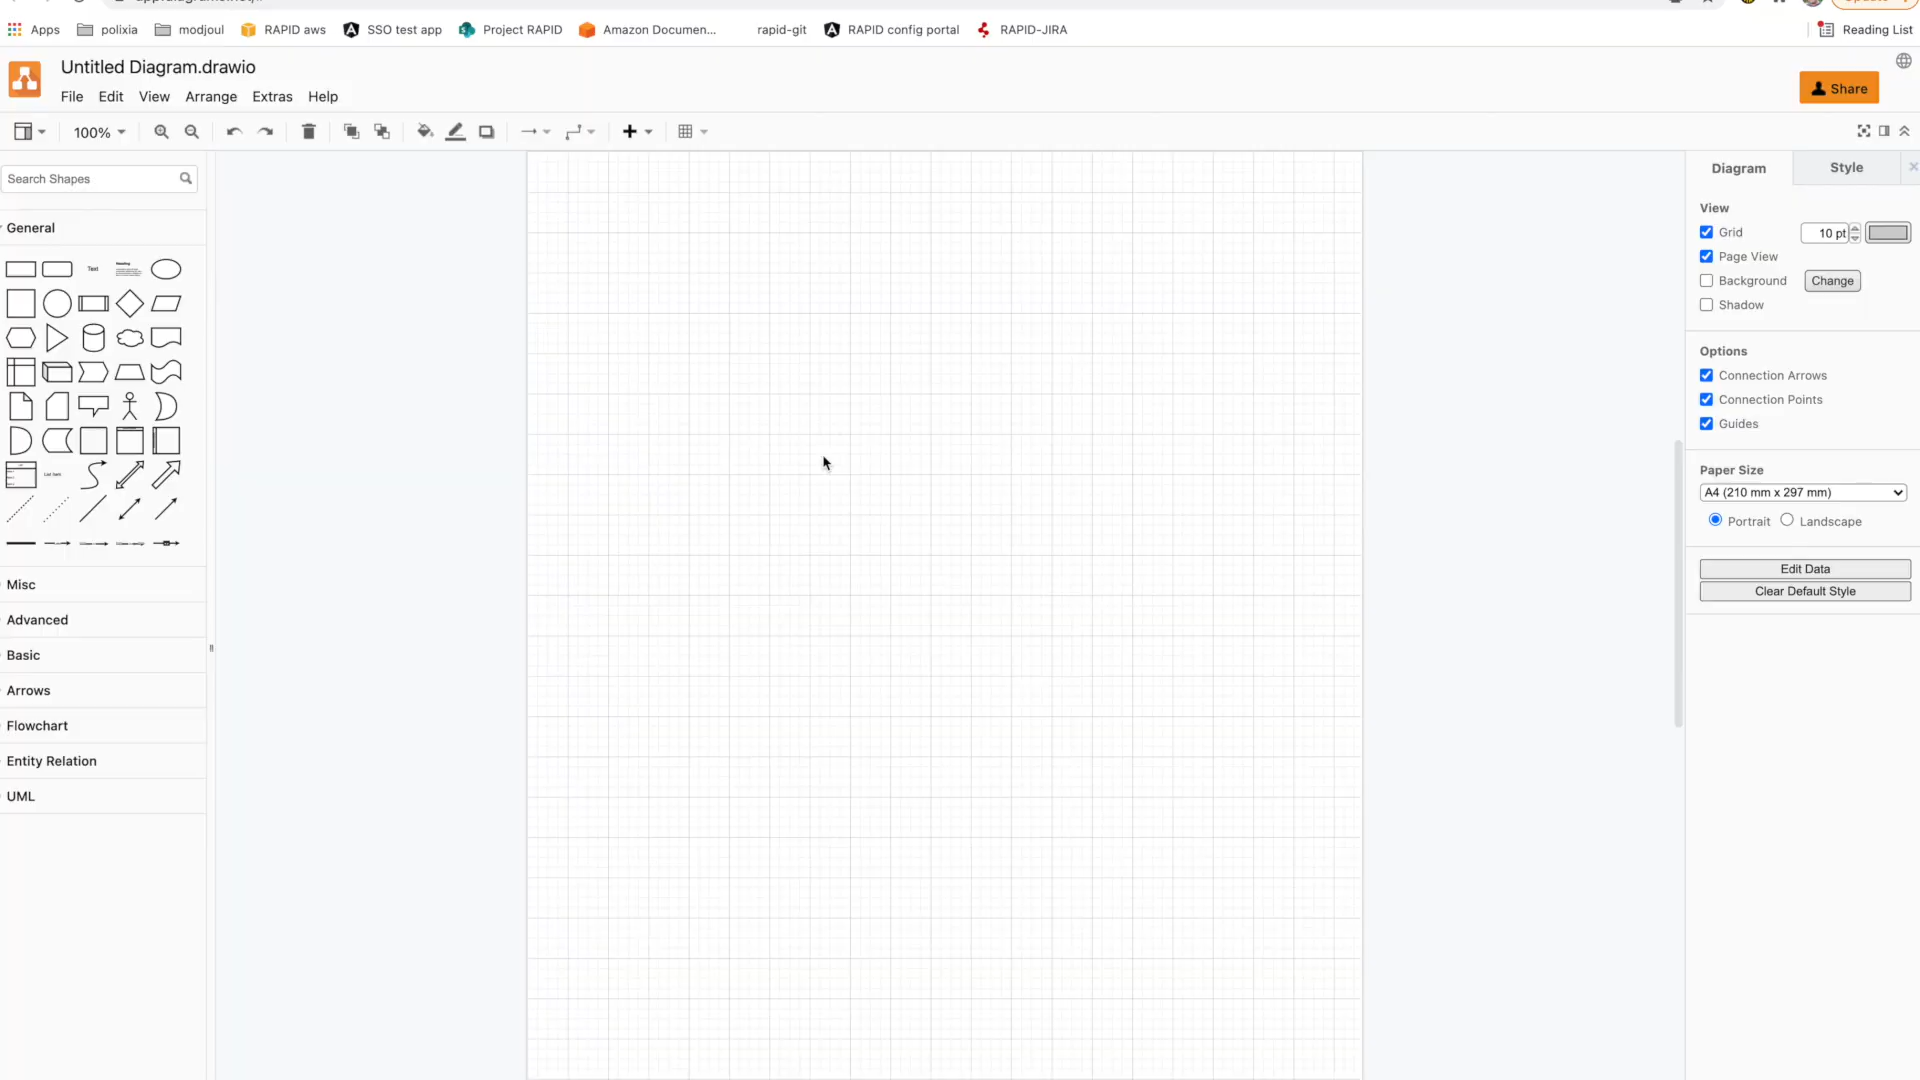 Apps polixia modjoul RAPID aws SSO test app Project RAPID Amazon Documen... rapid-git RAPID config portal RAPID-JIRA Reading List
Untitled Diagram.drawio
File Edit View Arrange Extras Help
Share
100%
Search Shapes
Diagram Style
General
View
Grid 10 pt
Page View
Background Change
Shadow
Text
Heading
List Item
Options
Connection Arrows
Connection Points
Guides
Paper Size
A4 (210 mm x 297 mm)
Portrait Landscape
Edit Data
Clear Default Style
Misc
Advanced
Basic
Arrows
Flowchart
Entity Relation
UML